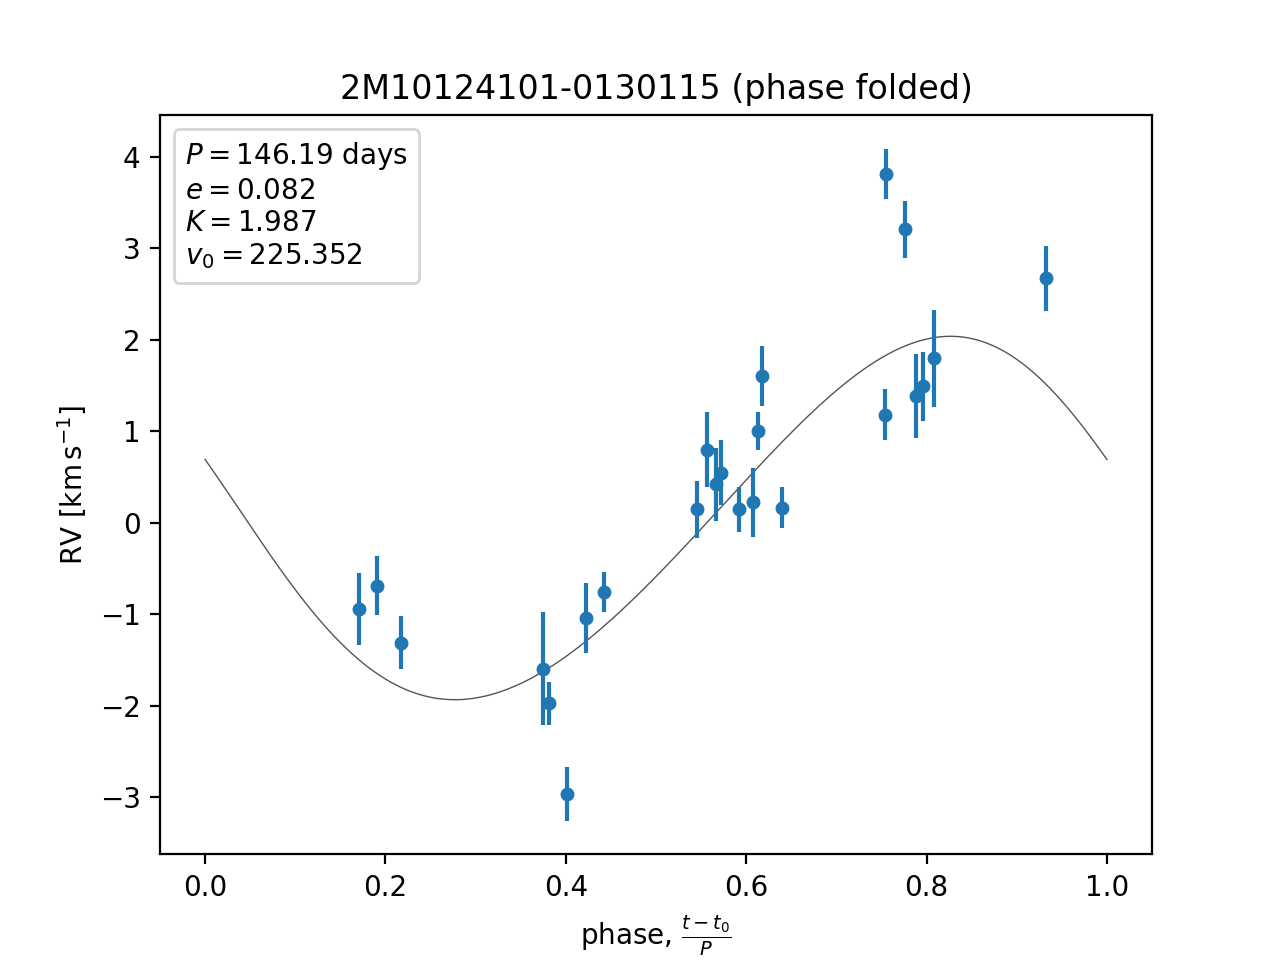 2M10124101-0130115 (phase folded)
P = 146.19 days
e = 0.082
K = 1.987
v₀ = 225.352
4
3
2
1
0
−1
−2
−3
RV [km s⁻¹]
0.0 0.2 0.4 0.6 0.8 1.0
phase, (t − t₀)/P